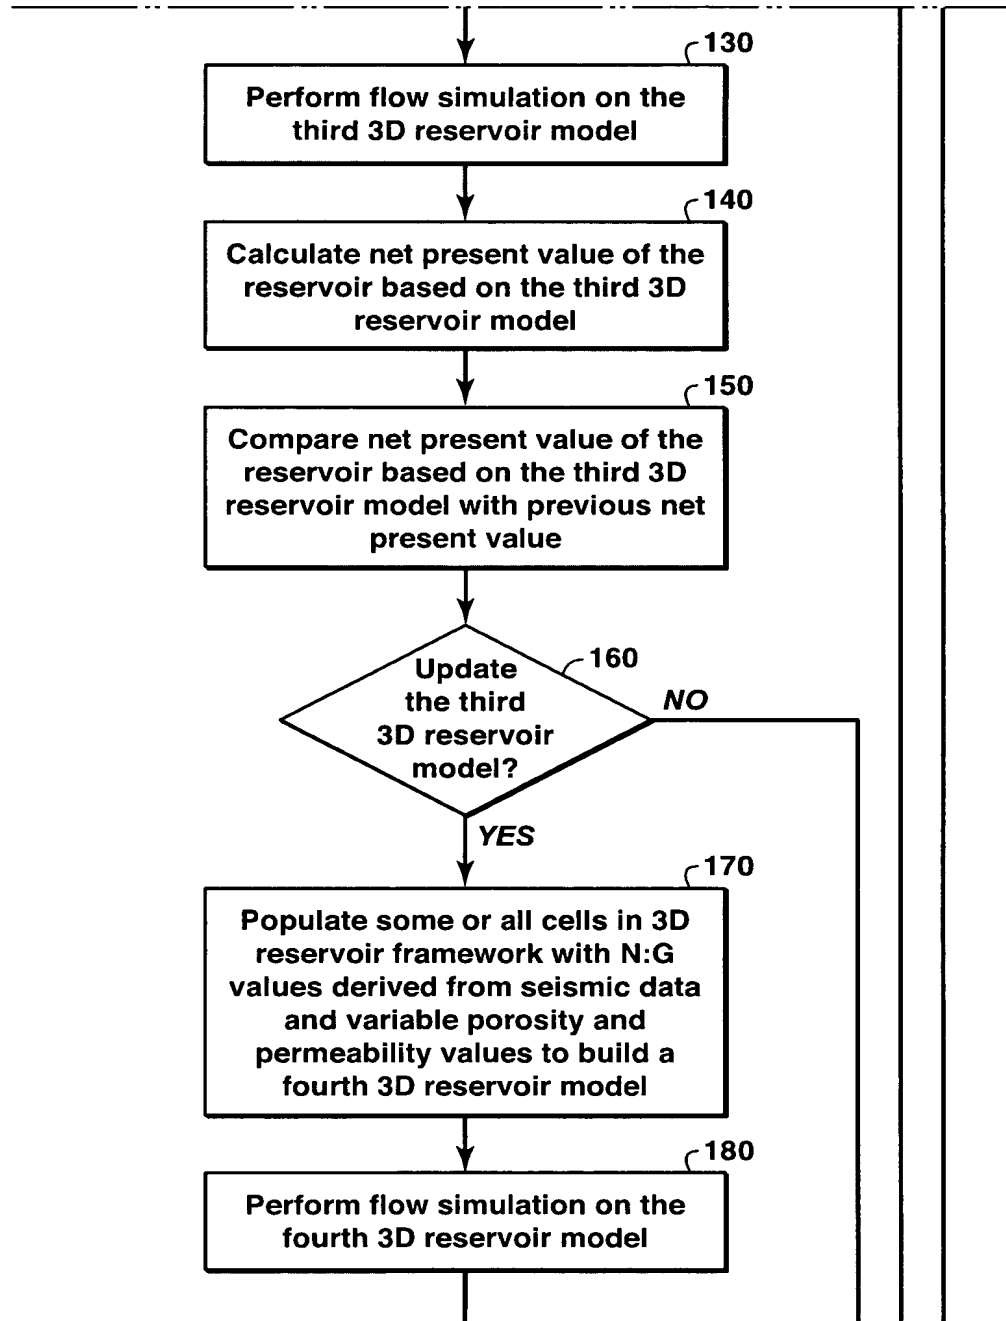 130
Perform flow simulation on the
third 3D reservoir model
140
Calculate net present value of the
reservoir based on the third 3D
reservoir model
150
Compare net present value of the
reservoir based on the third 3D
reservoir model with previous net
present value
160
Update
the third
3D reservoir
model?
NO
YES
170
Populate some or all cells in 3D
reservoir framework with N:G
values derived from seismic data
and variable porosity and
permeability values to build a
fourth 3D reservoir model
180
Perform flow simulation on the
fourth 3D reservoir model